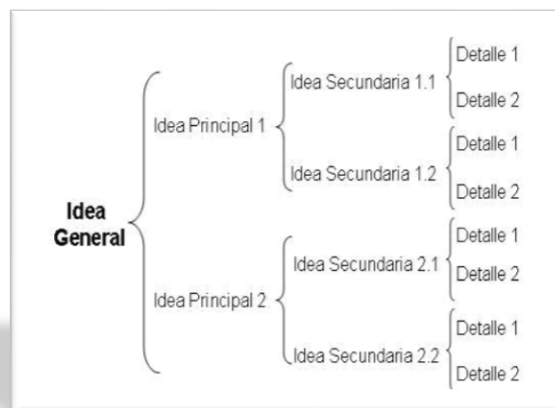 Idea
General
Idea Principal 1
Idea Secundaria 1.1
Detalle 1
Detalle 2
Idea Secundaria 1.2
Detalle 1
Detalle 2
Idea Principal 2
Idea Secundaria 2.1
Detalle 1
Detalle 2
Idea Secundaria 2.2
Detalle 1
Detalle 2